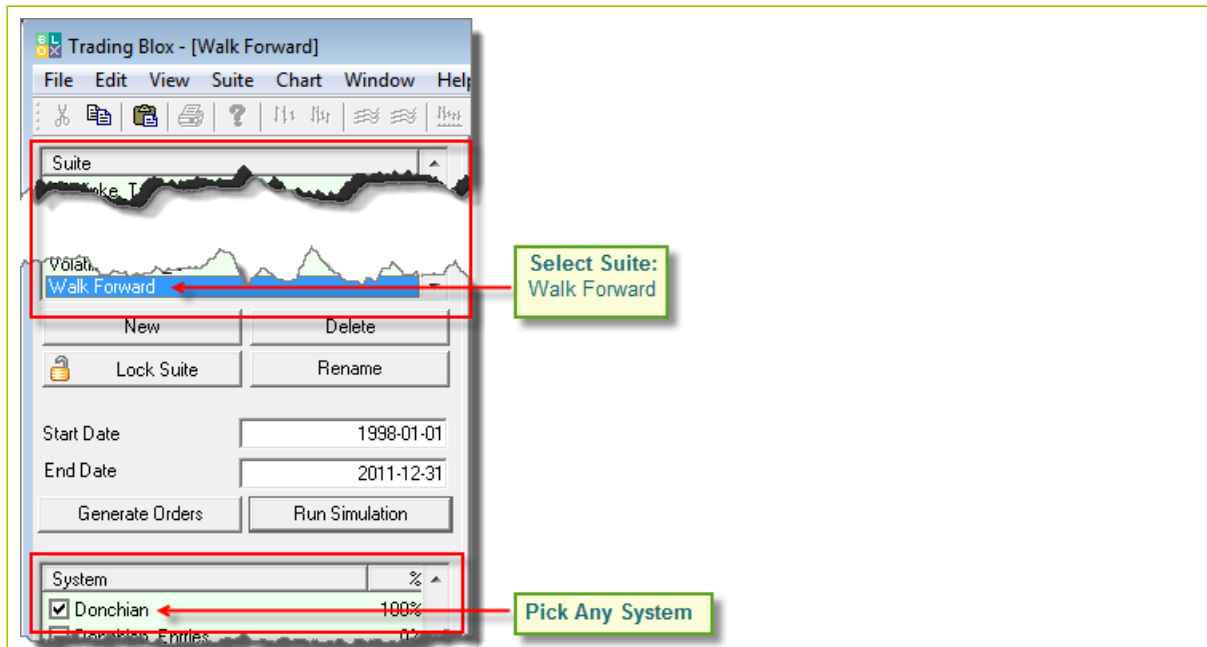 Trading Blox - [Walk Forward]
File Edit View Suite Chart Window Help
Suite
Walk Forward
Select Suite:
Walk Forward
New Delete
Lock Suite Rename
Start Date 1998-01-01
End Date 2011-12-31
Generate Orders Run Simulation
System %
Donchian 100%
Pick Any System